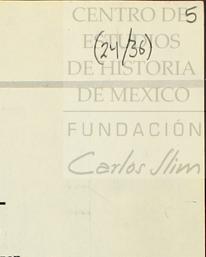 CENTRO DE 5
ESTUDIOS
(24/36)
DE HISTORIA
DE MEXICO
FUNDACIÓN
Carlos Slim